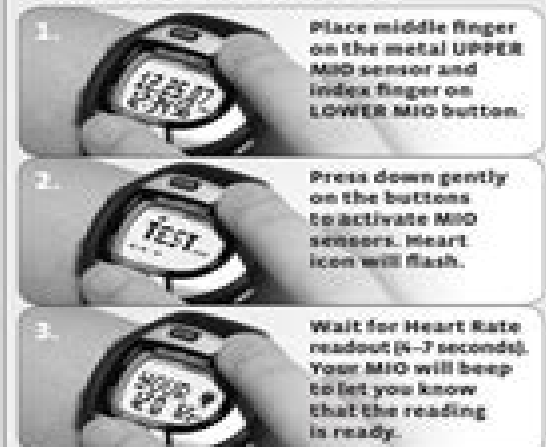 1.
Place middle finger
on the metal UPPER
MIO sensor and
index finger on
LOWER MIO button.
2.
Press down gently
on the buttons
to activate MIO
sensors. Heart
icon will flash.
TEST
3.
Wait for Heart Rate
readout (4-7 seconds).
Your MIO will beep
to let you know
that the reading
is ready.